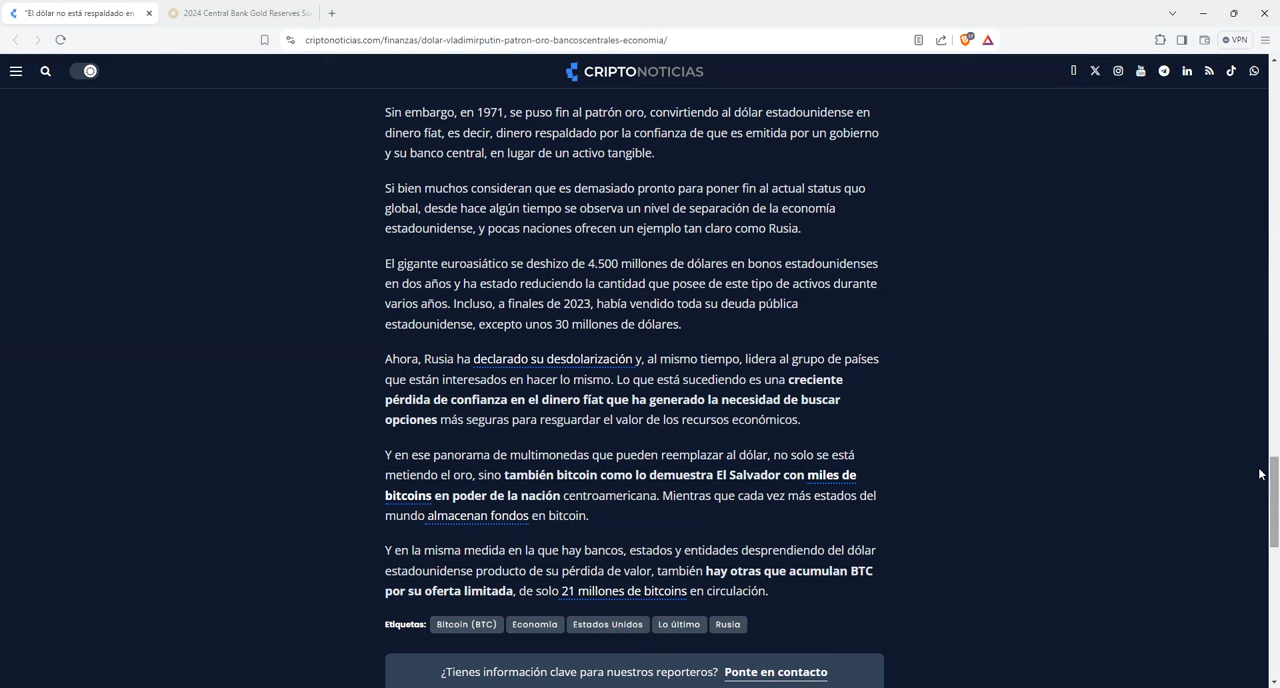 "El dólar no está respaldado en
2024 Central Bank Gold Reserves Su
criptonoticias.com/finanzas/dolar-vladimirputin-patron-oro-bancoscentrales-economia/
VPN
CRIPTONOTICIAS
Sin embargo, en 1971, se puso fin al patrón oro, convirtiendo al dólar estadounidense en
dinero fíat, es decir, dinero respaldado por la confianza de que es emitida por un gobierno
y su banco central, en lugar de un activo tangible.
Si bien muchos consideran que es demasiado pronto para poner fin al actual status quo
global, desde hace algún tiempo se observa un nivel de separación de la economía
estadounidense, y pocas naciones ofrecen un ejemplo tan claro como Rusia.
El gigante euroasiático se deshizo de 4.500 millones de dólares en bonos estadounidenses
en dos años y ha estado reduciendo la cantidad que posee de este tipo de activos durante
varios años. Incluso, a finales de 2023, había vendido toda su deuda pública
estadounidense, excepto unos 30 millones de dólares.
Ahora, Rusia ha declarado su desdolarización y, al mismo tiempo, lidera al grupo de países
que están interesados en hacer lo mismo. Lo que está sucediendo es una creciente
pérdida de confianza en el dinero fíat que ha generado la necesidad de buscar
opciones más seguras para resguardar el valor de los recursos económicos.
Y en ese panorama de multimonedas que pueden reemplazar al dólar, no solo se está
metiendo el oro, sino también bitcoin como lo demuestra El Salvador con miles de
bitcoins en poder de la nación centroamericana. Mientras que cada vez más estados del
mundo almacenan fondos en bitcoin.
Y en la misma medida en la que hay bancos, estados y entidades desprendiendo del dólar
estadounidense producto de su pérdida de valor, también hay otras que acumulan BTC
por su oferta limitada, de solo 21 millones de bitcoins en circulación.
Etiquetas: Bitcoin (BTC) Economía Estados Unidos Lo último Rusia
¿Tienes información clave para nuestros reporteros? Ponte en contacto